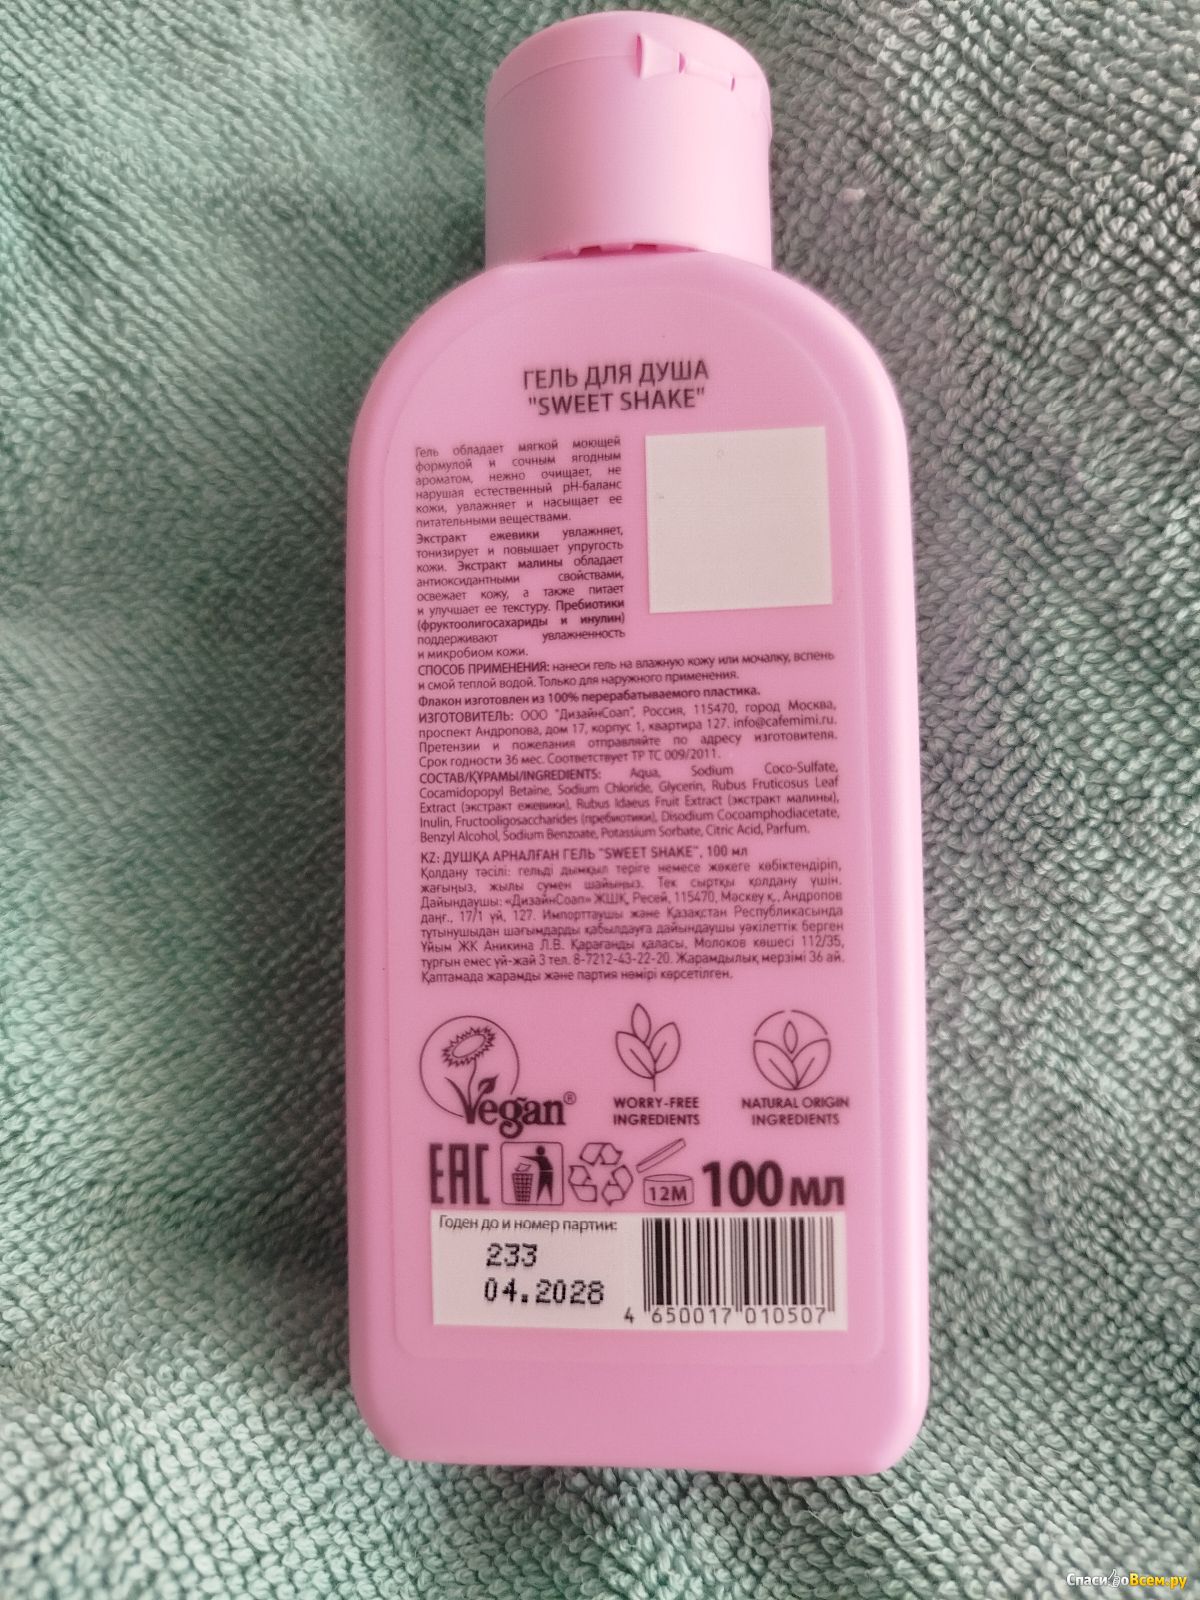 ГЕЛЬ ДЛЯ ДУША
"SWEET SHAKE"
Гель обладает мягкой моющей
формулой и сочным ягодным
ароматом, нежно очищает, не
нарушая естественный pH-баланс
кожи, увлажняет и насыщает ее
питательными веществами.
Экстракт ежевики увлажняет,
тонизирует и повышает упругость
кожи. Экстракт малины обладает
антиоксидантными свойствами,
освежает кожу, а также питает
и улучшает ее текстуру. Пребиотики
(фруктоолигосахариды и инулин)
поддерживают увлажненность
и микробиом кожи.
СПОСОБ ПРИМЕНЕНИЯ: нанеси гель на влажную кожу или мочалку, вспень
и смой теплой водой. Только для наружного применения.
Флакон изготовлен из 100% перерабатываемого пластика.
ИЗГОТОВИТЕЛЬ: ООО "ДизайнСоап", Россия, 115470, город Москва,
проспект Андропова, дом 17, корпус 1, квартира 127. info@cafemimi.ru.
Претензии и пожелания отправляйте по адресу изготовителя.
Срок годности 36 мес. Соответствует ТР ТС 009/2011.
СОСТАВ/ҚҰРАМЫ/INGREDIENTS: Aqua, Sodium Coco-Sulfate,
Cocamidopopyl Betaine, Sodium Chloride, Glycerin, Rubus Fruticosus Leaf
Extract (экстракт ежевики), Rubus Idaeus Fruit Extract (экстракт малины),
Inulin, Fructooligosaccharides (пребиотики), Disodium Cocoamphodiacetate,
Benzyl Alcohol, Sodium Benzoate, Potassium Sorbate, Citric Acid, Parfum.
KZ: ДУШҚА АРНАЛҒАН ГЕЛЬ "SWEET SHAKE", 100 мл
Қолдану тәсілі: гельді дымқыл теріге немесе жөкеге көбіктендіріп,
жағыңыз, жылы сумен шайыңыз. Тек сыртқы қолдану үшін.
Дайындаушы: «ДизайнСоап» ЖШҚ, Ресей, 115470, Мәскеу қ., Андропов
даңғ., 17/1 үй, 127. Импорттаушы және Қазақстан Республикасында
тұтынушыдан шағымдарды қабылдауға дайындаушы уәкілеттік берген
Ұйым ЖК Аникина Л.В. Қарағанды қаласы, Молоков көшесі 112/35,
тұрғын емес үй-жай 3 тел. 8-7212-43-22-20. Жарамдылық мерзімі 36 ай.
Қаптамада жарамды және партия нөмірі көрсетілген.
Vegan®
WORRY-FREE
INGREDIENTS
NATURAL ORIGIN
INGREDIENTS
EAC
12M
100 мл
Годен до и номер партии:
233
04.2028
4 650017 010507
СпасибоВсем.ру